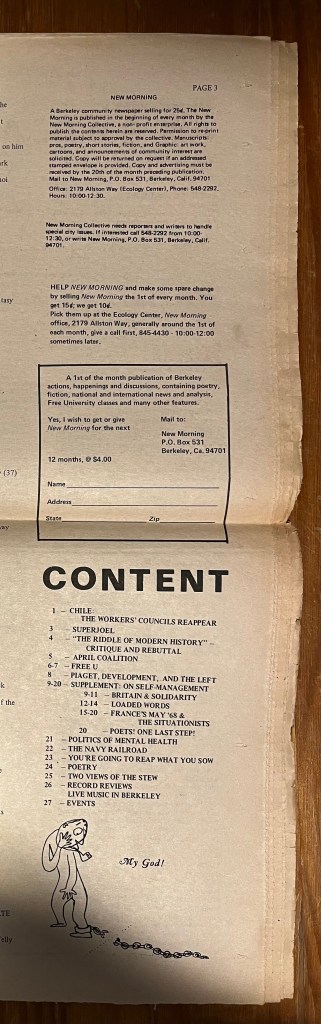 PAGE 3
NEW MORNING
A Berkeley community newspaper selling for 25¢. The New
Morning is published in the beginning of every month by the
New Morning Collective, a non-profit enterprise. All rights to
publish the contents herin are reserved. Permission to re-print
material subject to approval by the collective. Manuscripts:
pros, poetry, short stories, fiction, and Graphic: art work,
cartoons, and announcements of community interest are
solicited. Copy will be returned on request if an addressed
stamped envelope is provided. Copy and advertising must be
received by the 20th of the month preceding publication.
Mail to New Morning, P.O. Box 531, Berkeley, Calif. 94701
Office: 2179 Allston Way (Ecology Center), Phone: 548-2292,
Hours: 10:00-12:30.
New Morning Collective needs reporters and writers to handle
special city issues. If interested call 548-2292 from 10:00-
12:30, or write New Morning, P.O. Box 531, Berkeley, Calif.
94701.
HELP NEW MORNING and make some spare change
by selling New Morning the 1st of every month. You
get 15¢; we get 10¢.
Pick them up at the Ecology Center, New Morning
office, 2179 Allston Way, generally around the 1st of
each month, give a call first, 845-4430 - 10:00-12:00
sometimes later.
A 1st of the month publication of Berkeley
actions, happenings and discussions, containing poetry,
fiction, national and international news and analysis,
Free University classes and many other features.
Yes, I wish to get or give
New Morning for the next
12 months, @ $4.00
Mail to:
New Morning
P.O. Box 531
Berkeley, Ca. 94701
Name
Address
State Zip
CONTENT
1 – CHILE:
THE WORKERS' COUNCILS REAPPEAR
3 – SUPERJOEL
4 – "THE RIDDLE OF MODERN HISTORY" –
CRITIQUE AND REBUTTAL
5 – APRIL COALITION
6-7 – FREE U
8 – PIAGET, DEVELOPMENT, AND THE LEFT
9-20 – SUPPLEMENT: ON SELF-MANAGEMENT
9-11 – BRITAIN & SOLIDARITY
12-14 – LOADED WORDS
15-20 – FRANCE'S MAY '68 &
THE SITUATIONISTS
20 – POETS! ONE LAST STEP!
21 – POLITICS OF MENTAL HEALTH
22 – THE NAVY RAILROAD
23 – YOU'RE GOING TO REAP WHAT YOU SOW
24 – POETRY
25 – TWO VIEWS OF THE STEW
26 – RECORD REVIEWS
LIVE MUSIC IN BERKELEY
27 – EVENTS
My God!
on him
(37)
f the